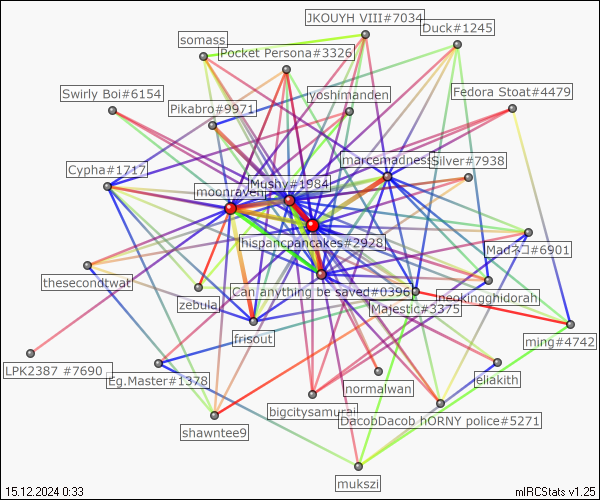 JKOUYH VIII#7034
Duck#1245
somass
Pocket Persona#3326
Swirly Boi#6154
yoshimanden
Fedora Stoat#4479
Pikabro#9971
marcemadness
Silver#7938
Cypha#1717
Mushy#1984
moonraven
hispancpancakes#2928
Madネコ#6901
thesecondtwat
Can anything be saved#0396
neokingghidorah
zebula
Majestic#3375
frisout
ming#4742
LPK2387 #7690
Eg.Master#1378
normalwan
eliakith
bigcitysamurai
DacobDacob hORNY police#5271
shawntee9
mukszi
15.12.2024 0:33
mIRCStats v1.25